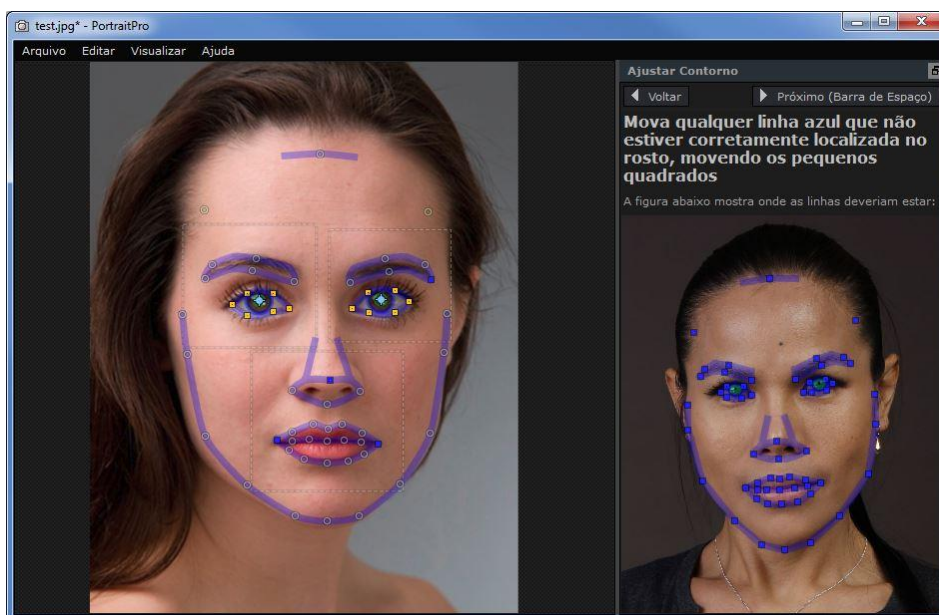 test.jpg* - PortraitPro
Arquivo Editar Visualizar Ajuda
Ajustar Contorno
Voltar Próximo (Barra de Espaço)
Mova qualquer linha azul que não
estiver corretamente localizada no
rosto, movendo os pequenos
quadrados
A figura abaixo mostra onde as linhas deveriam estar: